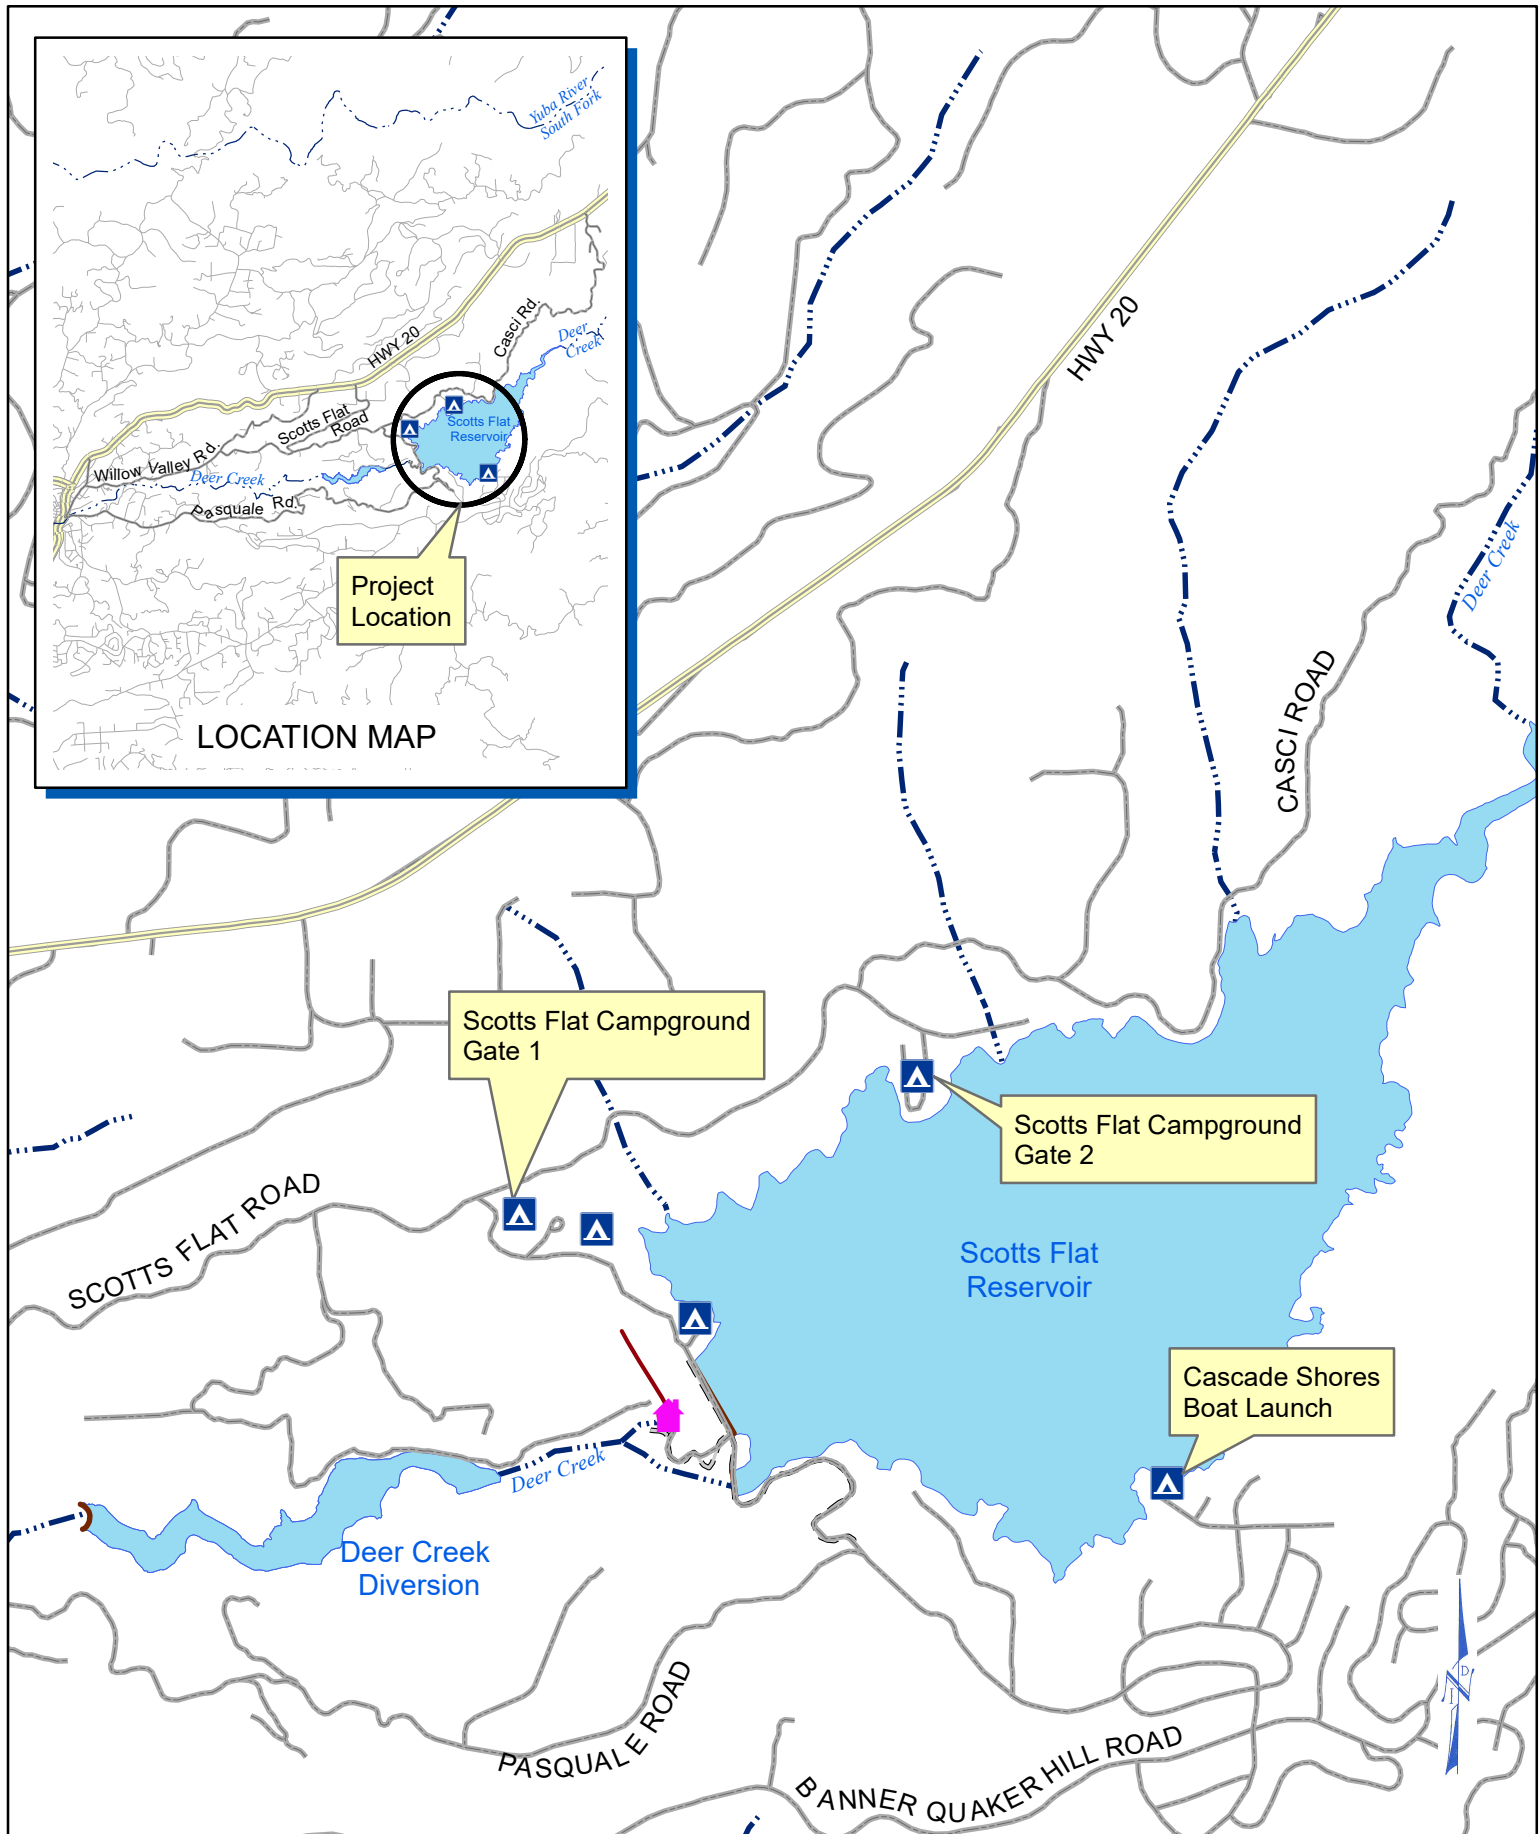 Yuba River
South Fork
HWY 20
Casci Rd.
Deer
Creek
Scotts Flat
Road
Scotts Flat
Reservoir
Willow Valley Rd.
Deer Creek
Pasquale Rd.
Project
Location
LOCATION MAP
HWY 20
Deer Creek
CASCI ROAD
Scotts Flat Campground
Gate 1
Scotts Flat Campground
Gate 2
SCOTTS FLAT ROAD
Scotts Flat
Reservoir
Cascade Shores
Boat Launch
Deer Creek
Deer Creek
Diversion
PASQUALE ROAD
BANNER QUAKER HILL ROAD
N
I
D